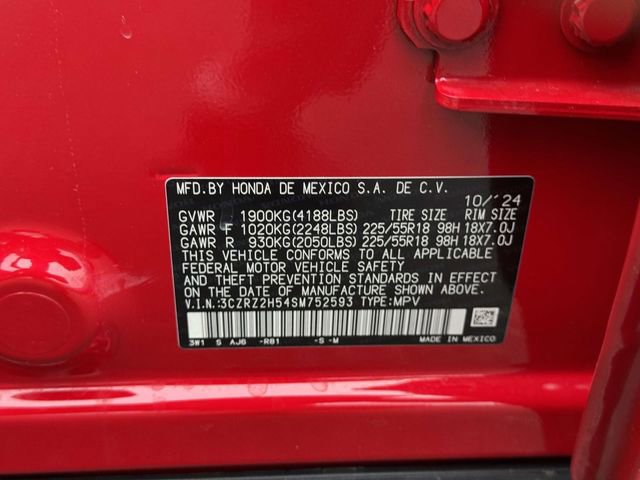 MFD.BY HONDA DE MEXICO S.A. DE C.V.
10/'24
GVWR 1900KG(4188LBS) TIRE SIZE RIM SIZE
GAWR F 1020KG(2248LBS) 225/55R18 98H 18X7.0J
GAWR R 930KG(2050LBS) 225/55R18 98H 18X7.0J
THIS VEHICLE CONFORMS TO ALL APPLICABLE
FEDERAL MOTOR VEHICLE SAFETY
AND THEFT PREVENTION STANDARDS IN EFFECT
ON THE DATE OF MANUFACTURE SHOWN ABOVE.
V.I.N.:3CZRZ2H54SM752593 TYPE:MPV
3W1 S AJ6 -R81 -S -M MADE IN MEXICO